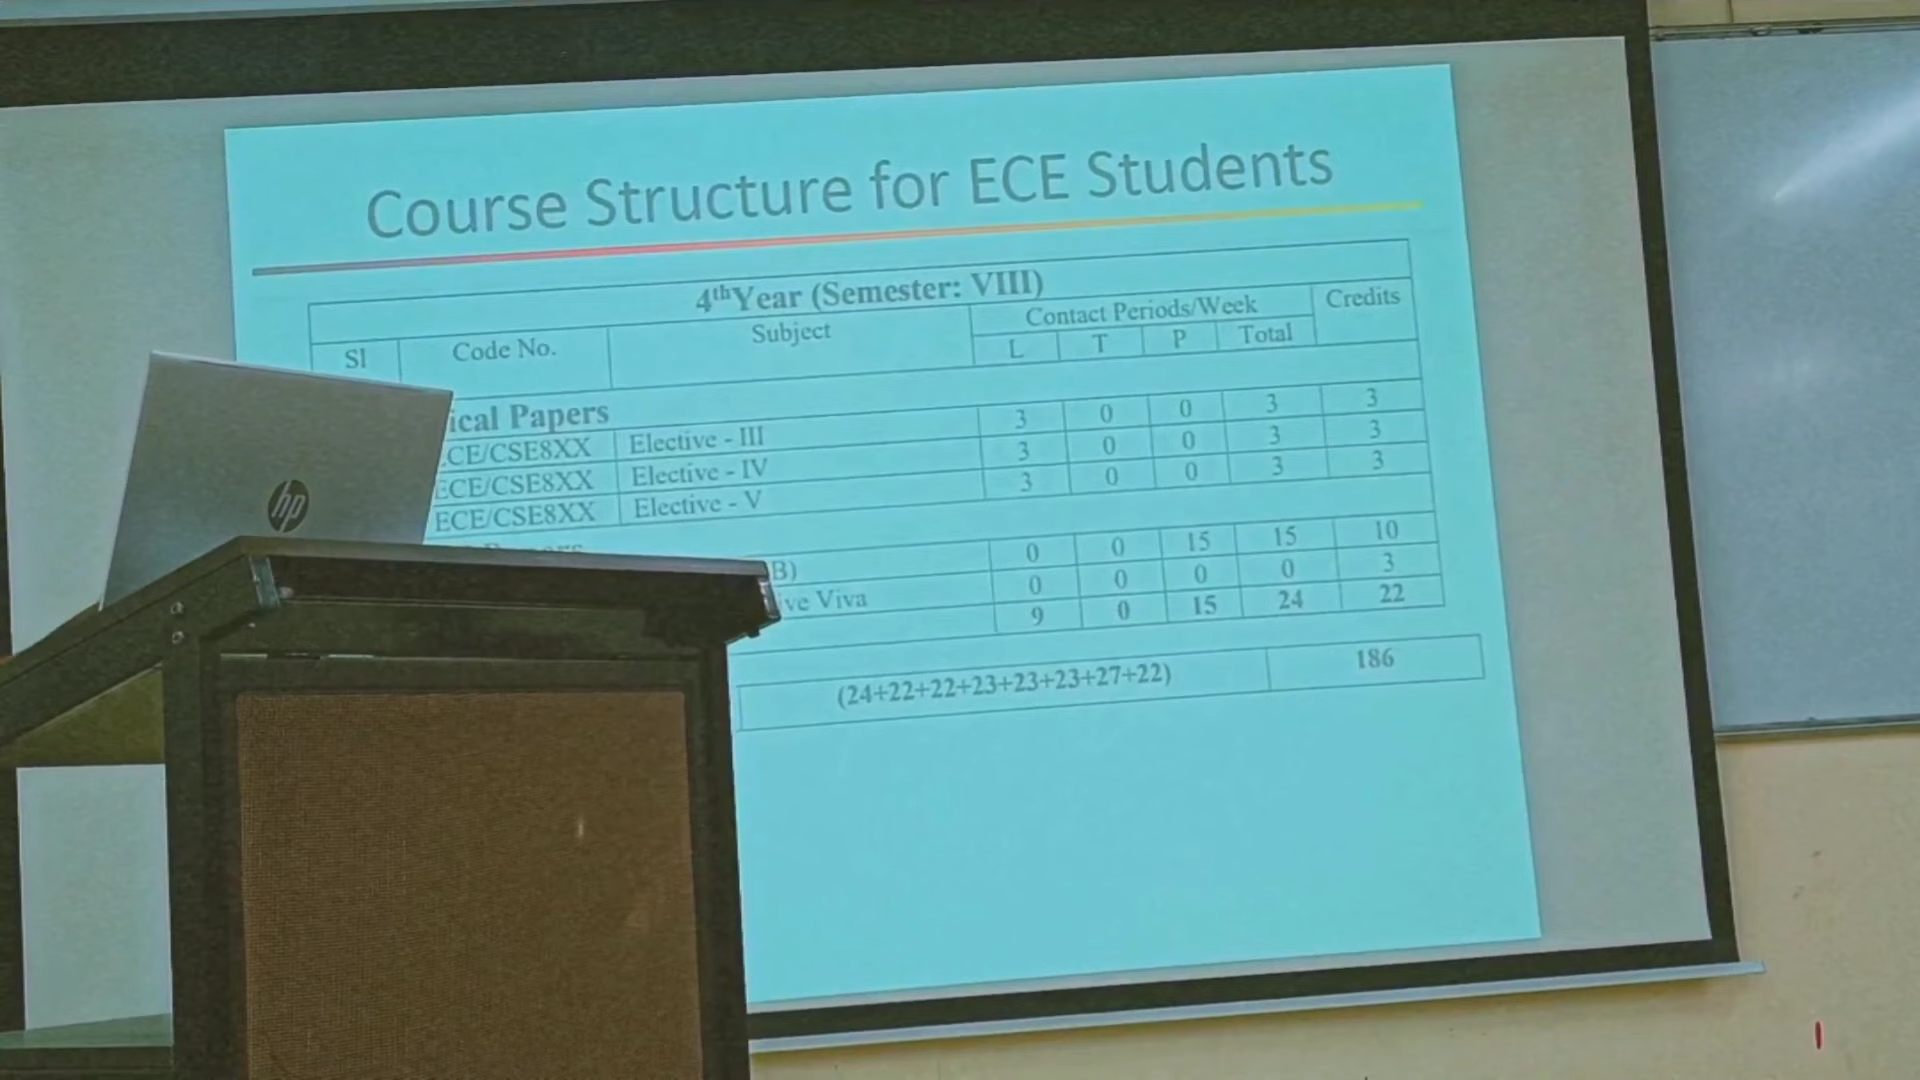 Course Structure for ECE Students
4thYear (Semester: VIII)
Sl Code No. Subject Contact Periods/Week Credits
L T P Total
ical Papers
CE/CSE8XX Elective - III 3 0 0 3 3
ECE/CSE8XX Elective - IV 3 0 0 3 3
ECE/CSE8XX Elective - V 3 0 0 3 3
B) 0 0 15 15 10
ive Viva 0 0 0 0 3
9 0 15 24 22
(24+22+22+23+23+23+27+22) 186
hp